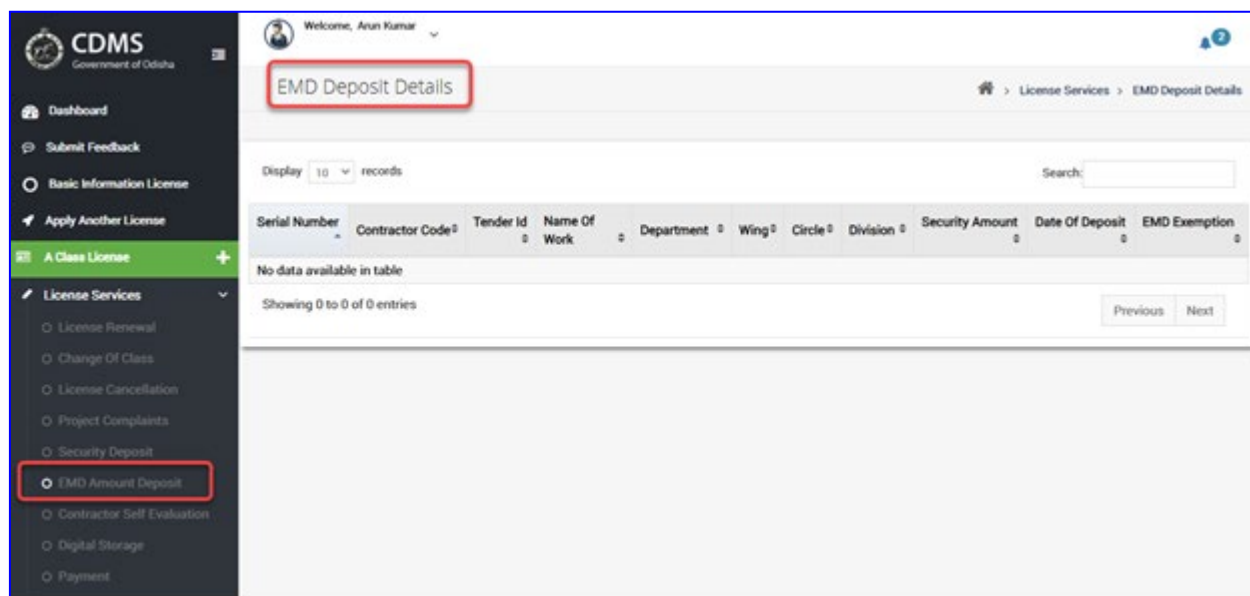 CDMS
Government of Odisha
Dashboard
Submit Feedback
Basic Information License
Apply Another License
A Class License
License Services
License Renewal
Change Of Class
License Cancellation
Project Complaints
Security Deposit
EMD Amount Deposit
Contractor Self Evaluation
Digital Storage
Payment
Welcome, Arun Kumar
2
EMD Deposit Details
> License Services > EMD Deposit Details
Display 10 records
Search:
Serial Number Contractor Code Tender Id Name Of Work Department Wing Circle Division Security Amount Date Of Deposit EMD Exemption
No data available in table
Showing 0 to 0 of 0 entries
Previous Next